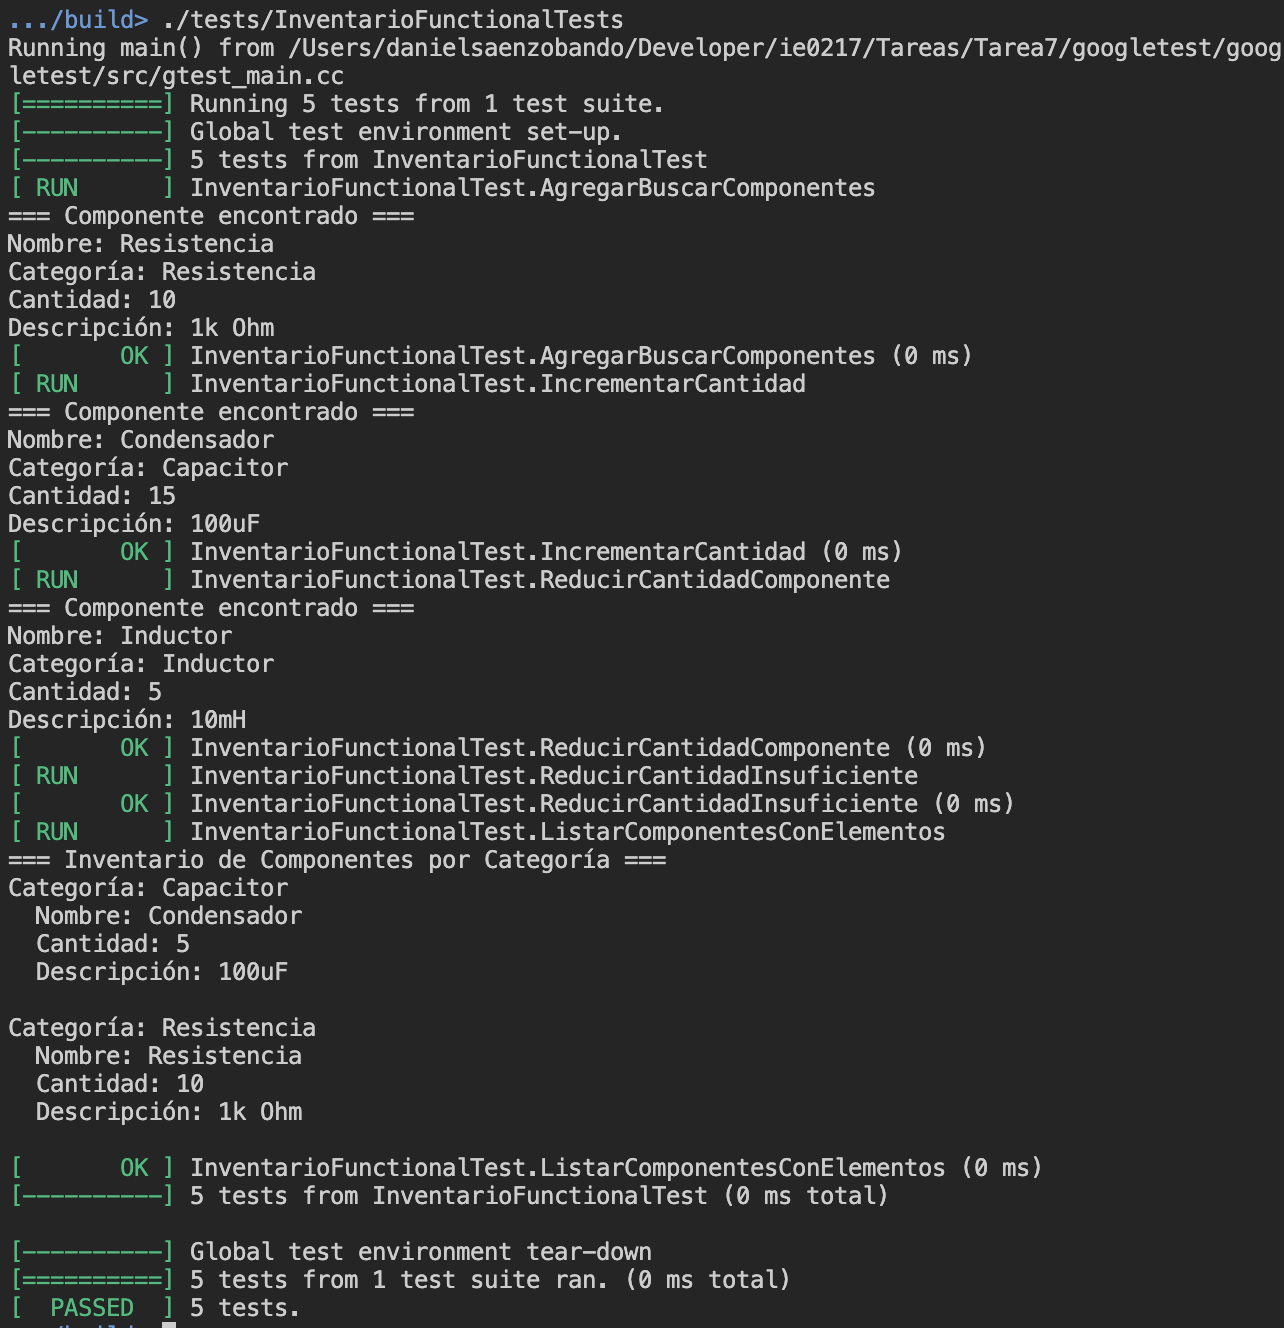 .../build> ./tests/InventarioFunctionalTests
Running main() from /Users/danielsaenzobando/Developer/ie0217/Tareas/Tarea7/googletest/goog
letest/src/gtest_main.cc
[==========] Running 5 tests from 1 test suite.
[----------] Global test environment set-up.
[----------] 5 tests from InventarioFunctionalTest
[ RUN      ] InventarioFunctionalTest.AgregarBuscarComponentes
=== Componente encontrado ===
Nombre: Resistencia
Categoría: Resistencia
Cantidad: 10
Descripción: 1k Ohm
[       OK ] InventarioFunctionalTest.AgregarBuscarComponentes (0 ms)
[ RUN      ] InventarioFunctionalTest.IncrementarCantidad
=== Componente encontrado ===
Nombre: Condensador
Categoría: Capacitor
Cantidad: 15
Descripción: 100uF
[       OK ] InventarioFunctionalTest.IncrementarCantidad (0 ms)
[ RUN      ] InventarioFunctionalTest.ReducirCantidadComponente
=== Componente encontrado ===
Nombre: Inductor
Categoría: Inductor
Cantidad: 5
Descripción: 10mH
[       OK ] InventarioFunctionalTest.ReducirCantidadComponente (0 ms)
[ RUN      ] InventarioFunctionalTest.ReducirCantidadInsuficiente
[       OK ] InventarioFunctionalTest.ReducirCantidadInsuficiente (0 ms)
[ RUN      ] InventarioFunctionalTest.ListarComponentesConElementos
=== Inventario de Componentes por Categoría ===
Categoría: Capacitor
  Nombre: Condensador
  Cantidad: 5
  Descripción: 100uF

Categoría: Resistencia
  Nombre: Resistencia
  Cantidad: 10
  Descripción: 1k Ohm

[       OK ] InventarioFunctionalTest.ListarComponentesConElementos (0 ms)
[----------] 5 tests from InventarioFunctionalTest (0 ms total)

[----------] Global test environment tear-down
[==========] 5 tests from 1 test suite ran. (0 ms total)
[  PASSED  ] 5 tests.